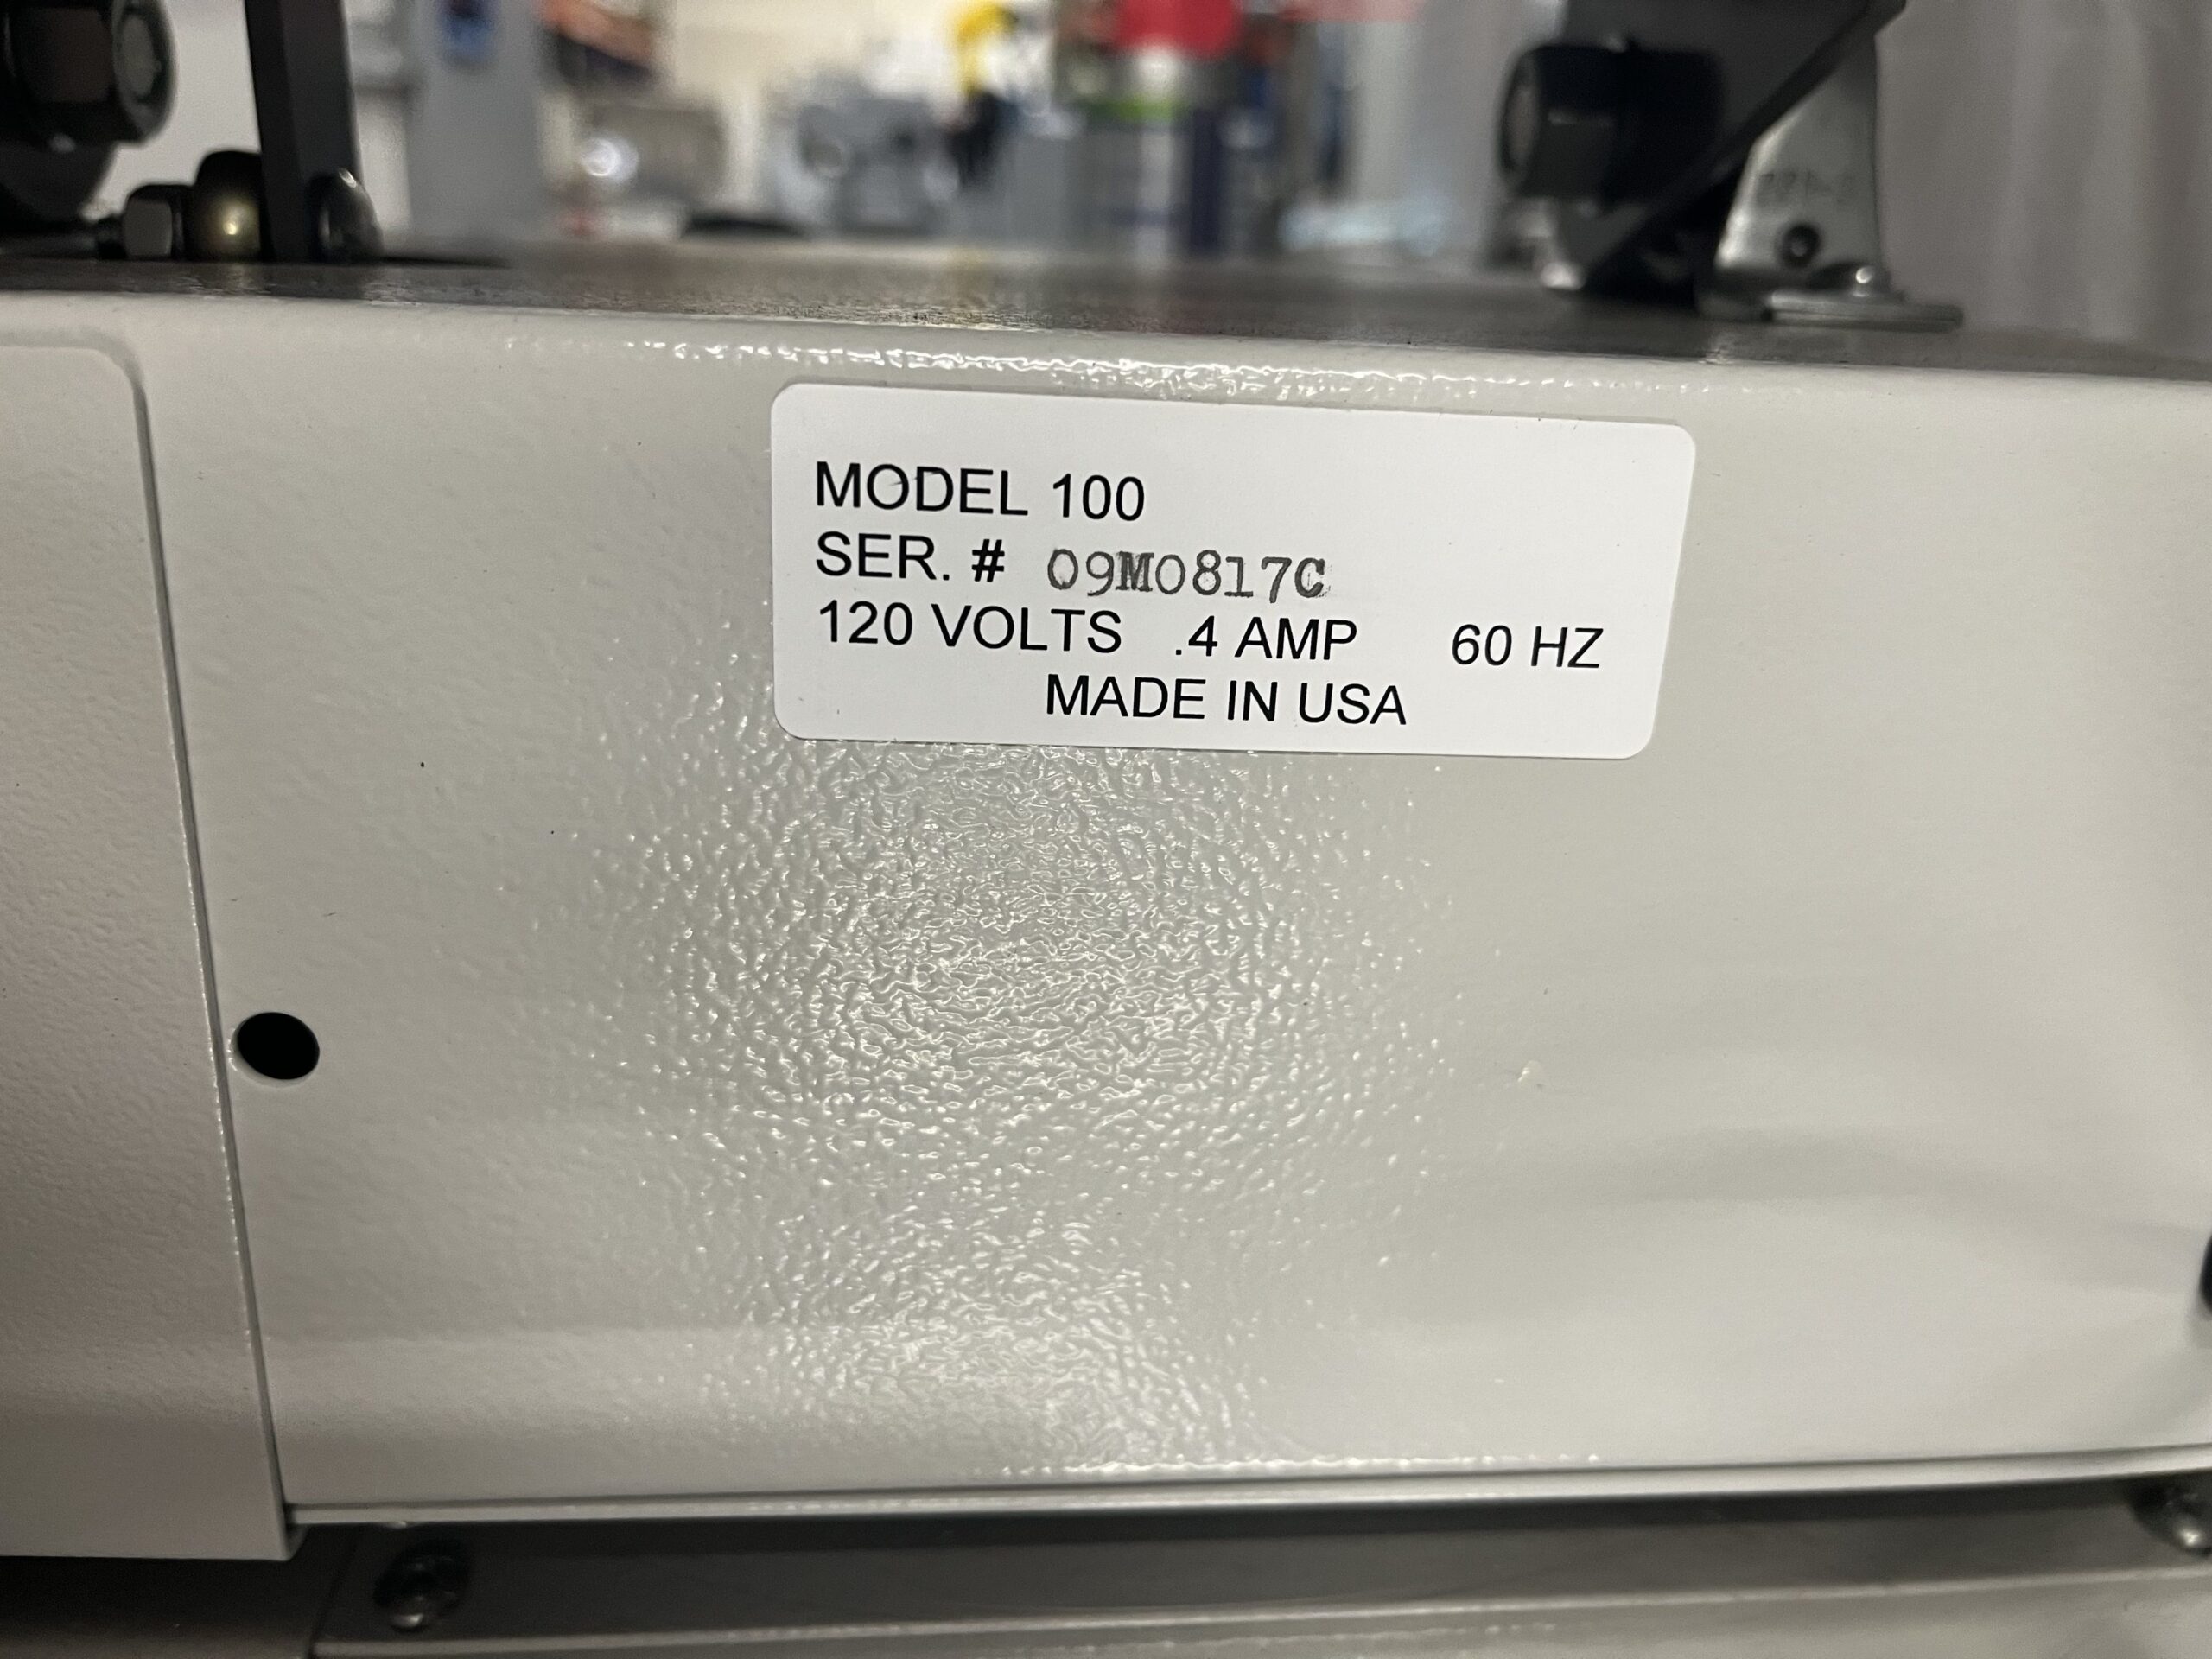 MODEL 100
SER. # 09M0817C
120 VOLTS .4 AMP 60 HZ
MADE IN USA